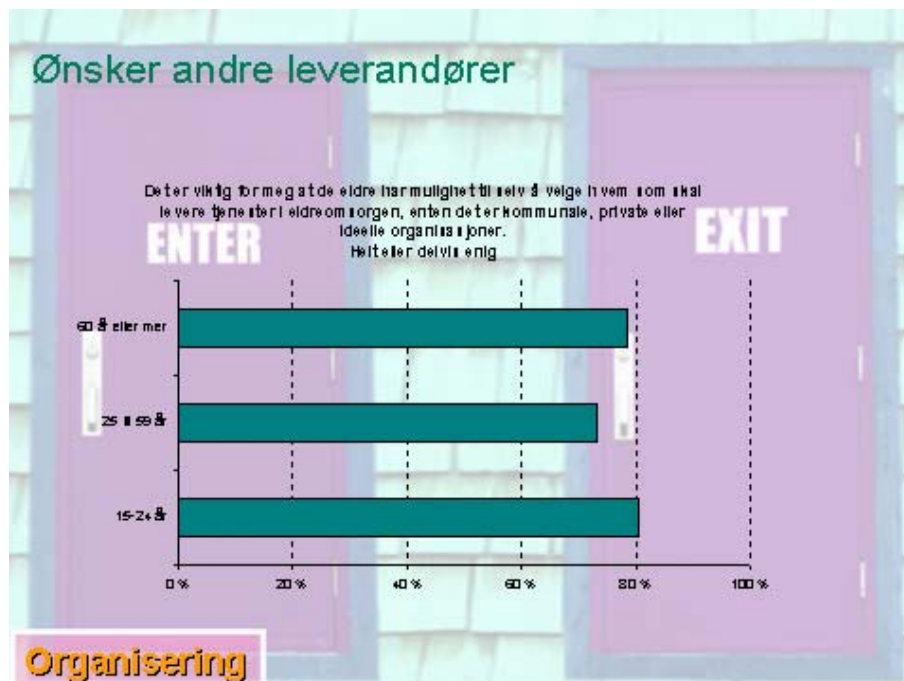 Ønsker andre leverandører
Det er viktig for meg at de eldre har mulighet til selv å velge hvem som skal
levere tjenester i eldreomsorgen, enten det er kommunale, private eller
ideelle organisasjoner.
Helt eller delvis enig
ENTER
EXIT
60 år eller mer
25 til 59 år
15-24 år
0 %
20 %
40 %
60 %
80 %
100 %
Organisering